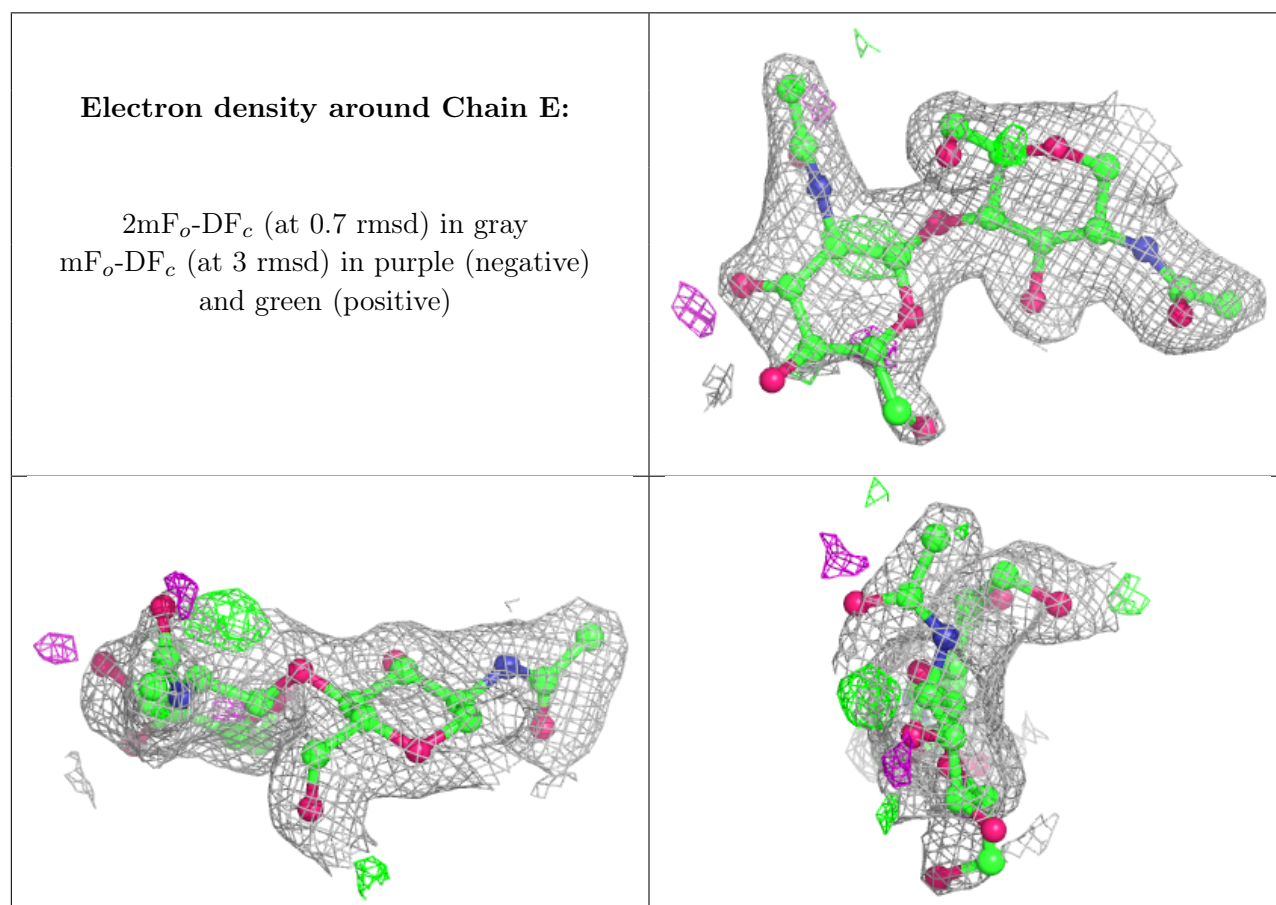 Electron density around Chain E:
2mFₒ-DF𝒸 (at 0.7 rmsd) in gray
mFₒ-DF𝒸 (at 3 rmsd) in purple (negative)
and green (positive)